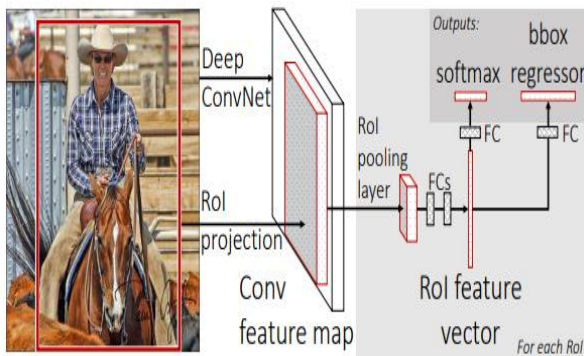 Deep
ConvNet
RoI
projection
Conv
feature map
RoI
pooling
layer
FCs
RoI feature
vector
For each RoI
Outputs:
softmax
bbox
regressor
FC
FC